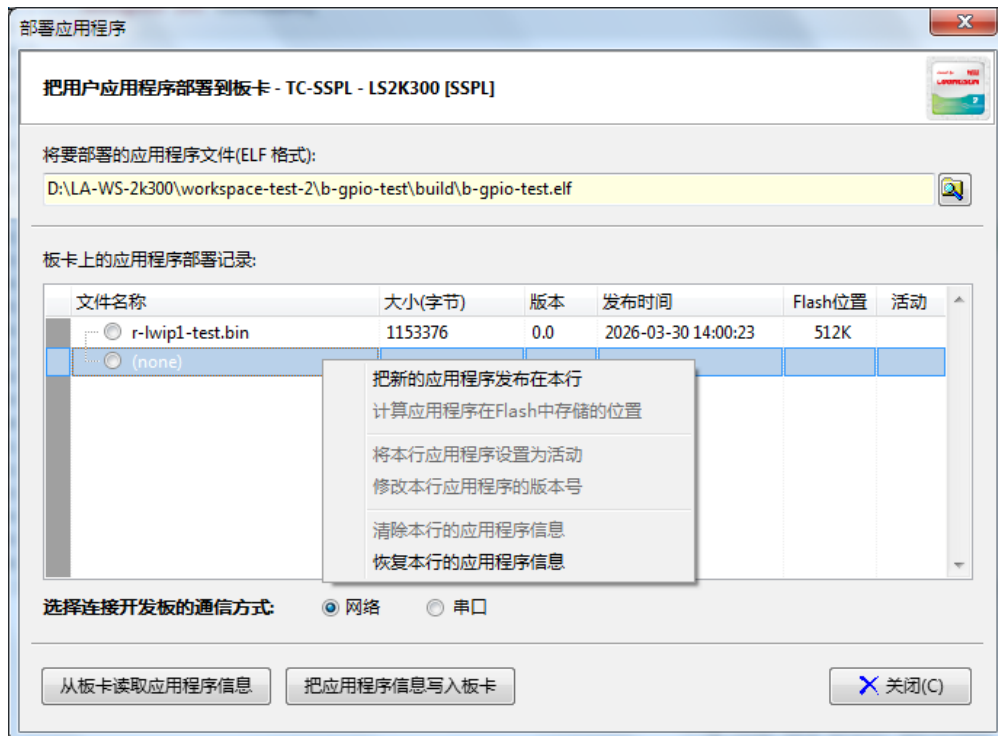 部署应用程序
把用户应用程序部署到板卡 - TC-SSPL - LS2K300 [SSPL]
LOONGSON
将要部署的应用程序文件(ELF 格式):
D:\LA-WS-2k300\workspace-test-2\b-gpio-test\build\b-gpio-test.elf
板卡上的应用程序部署记录:
文件名称 大小(字节) 版本 发布时间 Flash位置 活动
r-lwip1-test.bin 1153376 0.0 2026-03-30 14:00:23 512K
(none)
把新的应用程序发布在本行
计算应用程序在Flash中存储的位置
将本行应用程序设置为活动
修改本行应用程序的版本号
清除本行的应用程序信息
恢复本行的应用程序信息
选择连接开发板的通信方式: 网络 串口
从板卡读取应用程序信息 把应用程序信息写入板卡 关闭(C)